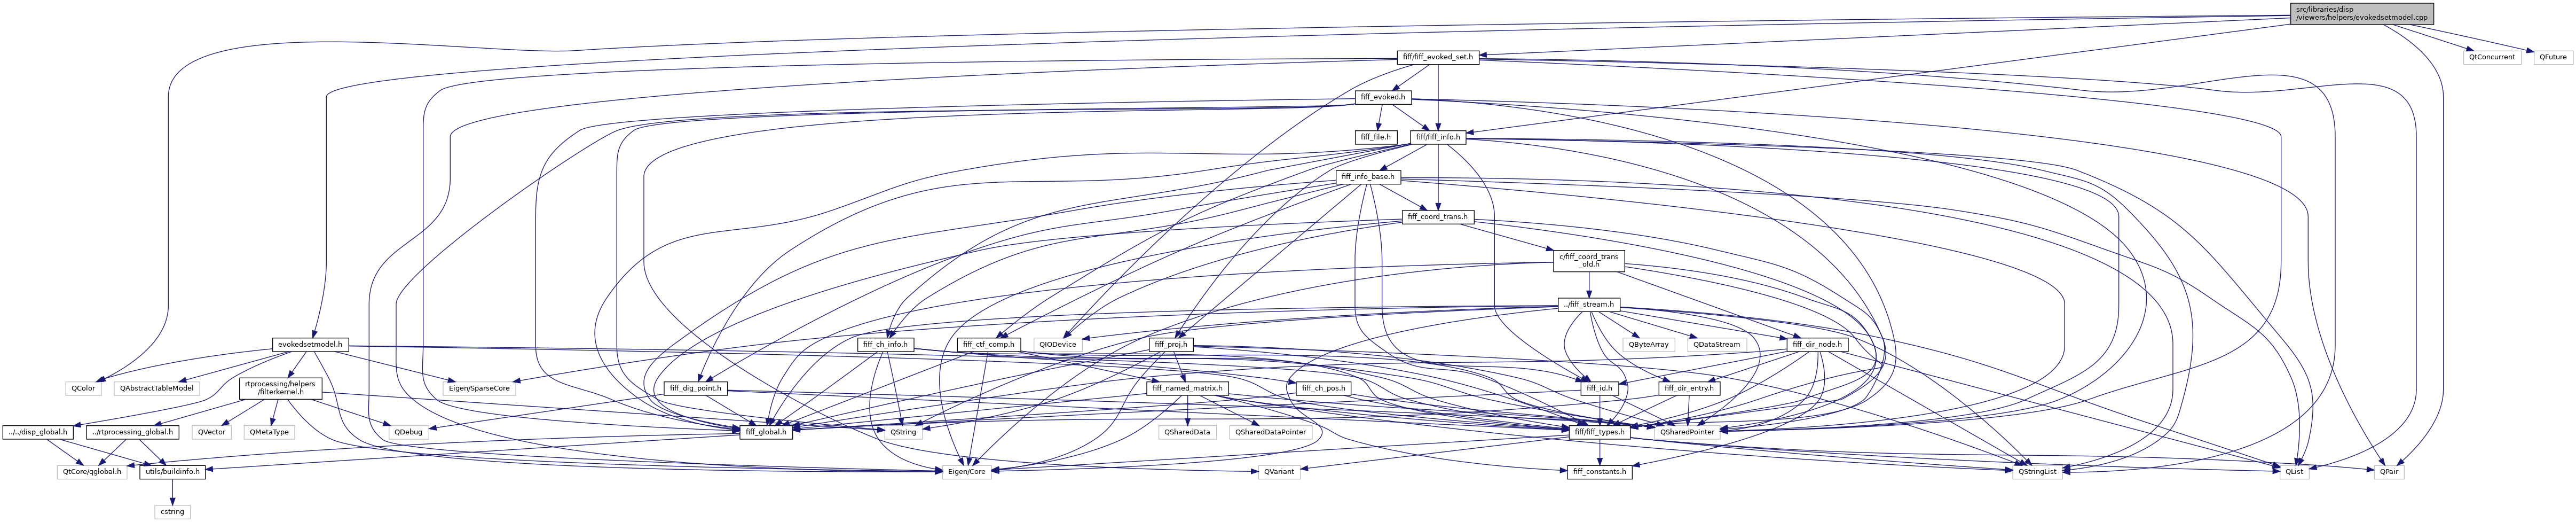 src/libraries/disp
/viewers/helpers/evokedsetmodel.cpp
fiff/fiff_evoked_set.h
QtConcurrent
QFuture
fiff_evoked.h
fiff_file.h
fiff/fiff_info.h
fiff_info_base.h
fiff_coord_trans.h
c/fiff_coord_trans
_old.h
../fiff_stream.h
evokedsetmodel.h
fiff_ch_info.h
QIODevice
fiff_ctf_comp.h
fiff_proj.h
QByteArray
QDataStream
fiff_dir_node.h
QColor
QAbstractTableModel
rtprocessing/helpers
/filterkernel.h
Eigen/SparseCore
fiff_dig_point.h
fiff_named_matrix.h
fiff_ch_pos.h
fiff_id.h
fiff_dir_entry.h
../../disp_global.h
../rtprocessing_global.h
QVector
QMetaType
QDebug
fiff_global.h
QString
QSharedData
QSharedDataPointer
fiff/fiff_types.h
QSharedPointer
QtCore/qglobal.h
utils/buildinfo.h
Eigen/Core
QVariant
fiff_constants.h
QStringList
QList
QPair
cstring